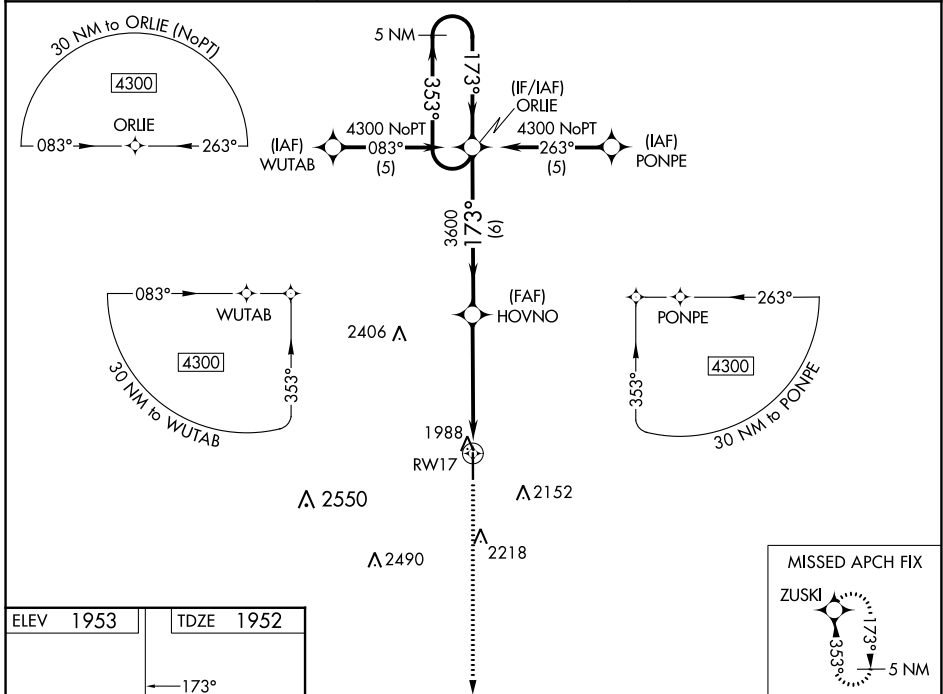 30 NM to ORLIE (NoPT)
4300
ORLIE
083°
263°
5 NM
353°
173°
(IF/IAF)
ORLIE
(IAF)
WUTAB
4300 NoPT
083°
(5)
4300 NoPT
263°
(5)
(IAF)
PONPE
3600
173°
(6)
(FAF)
HOVNO
083°
WUTAB
4300
353°
30 NM to WUTAB
263°
PONPE
4300
353°
30 NM to PONPE
2406
1988
RW17
2550
2152
2490
2218
MISSED APCH FIX
ZUSKI
353°
173°
5 NM
ELEV 1953
TDZE 1952
173°